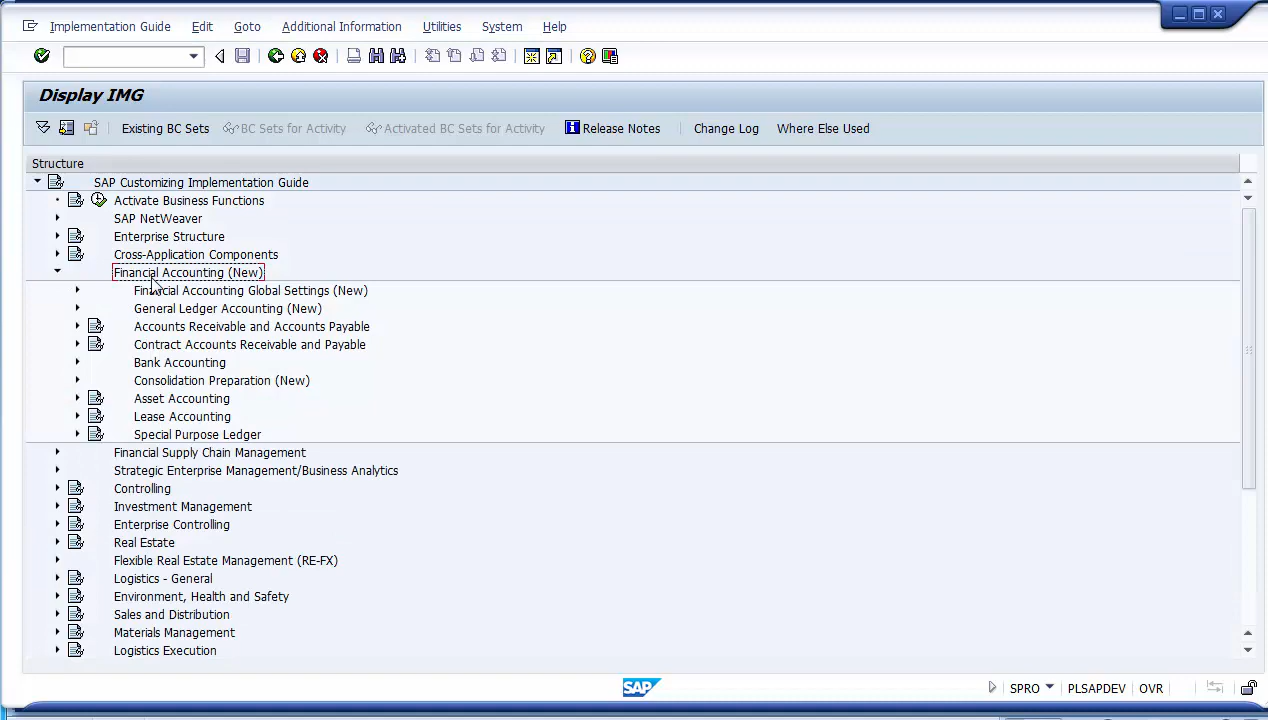 Implementation Guide Edit Goto Additional Information Utilities System Help
Display IMG
Existing BC Sets BC Sets for Activity Activated BC Sets for Activity Release Notes Change Log Where Else Used
Structure
SAP Customizing Implementation Guide
Activate Business Functions
SAP NetWeaver
Enterprise Structure
Cross-Application Components
Financial Accounting (New)
Financial Accounting Global Settings (New)
General Ledger Accounting (New)
Accounts Receivable and Accounts Payable
Contract Accounts Receivable and Payable
Bank Accounting
Consolidation Preparation (New)
Asset Accounting
Lease Accounting
Special Purpose Ledger
Financial Supply Chain Management
Strategic Enterprise Management/Business Analytics
Controlling
Investment Management
Enterprise Controlling
Real Estate
Flexible Real Estate Management (RE-FX)
Logistics - General
Environment, Health and Safety
Sales and Distribution
Materials Management
Logistics Execution
SAP SPRO PLSAPDEV OVR